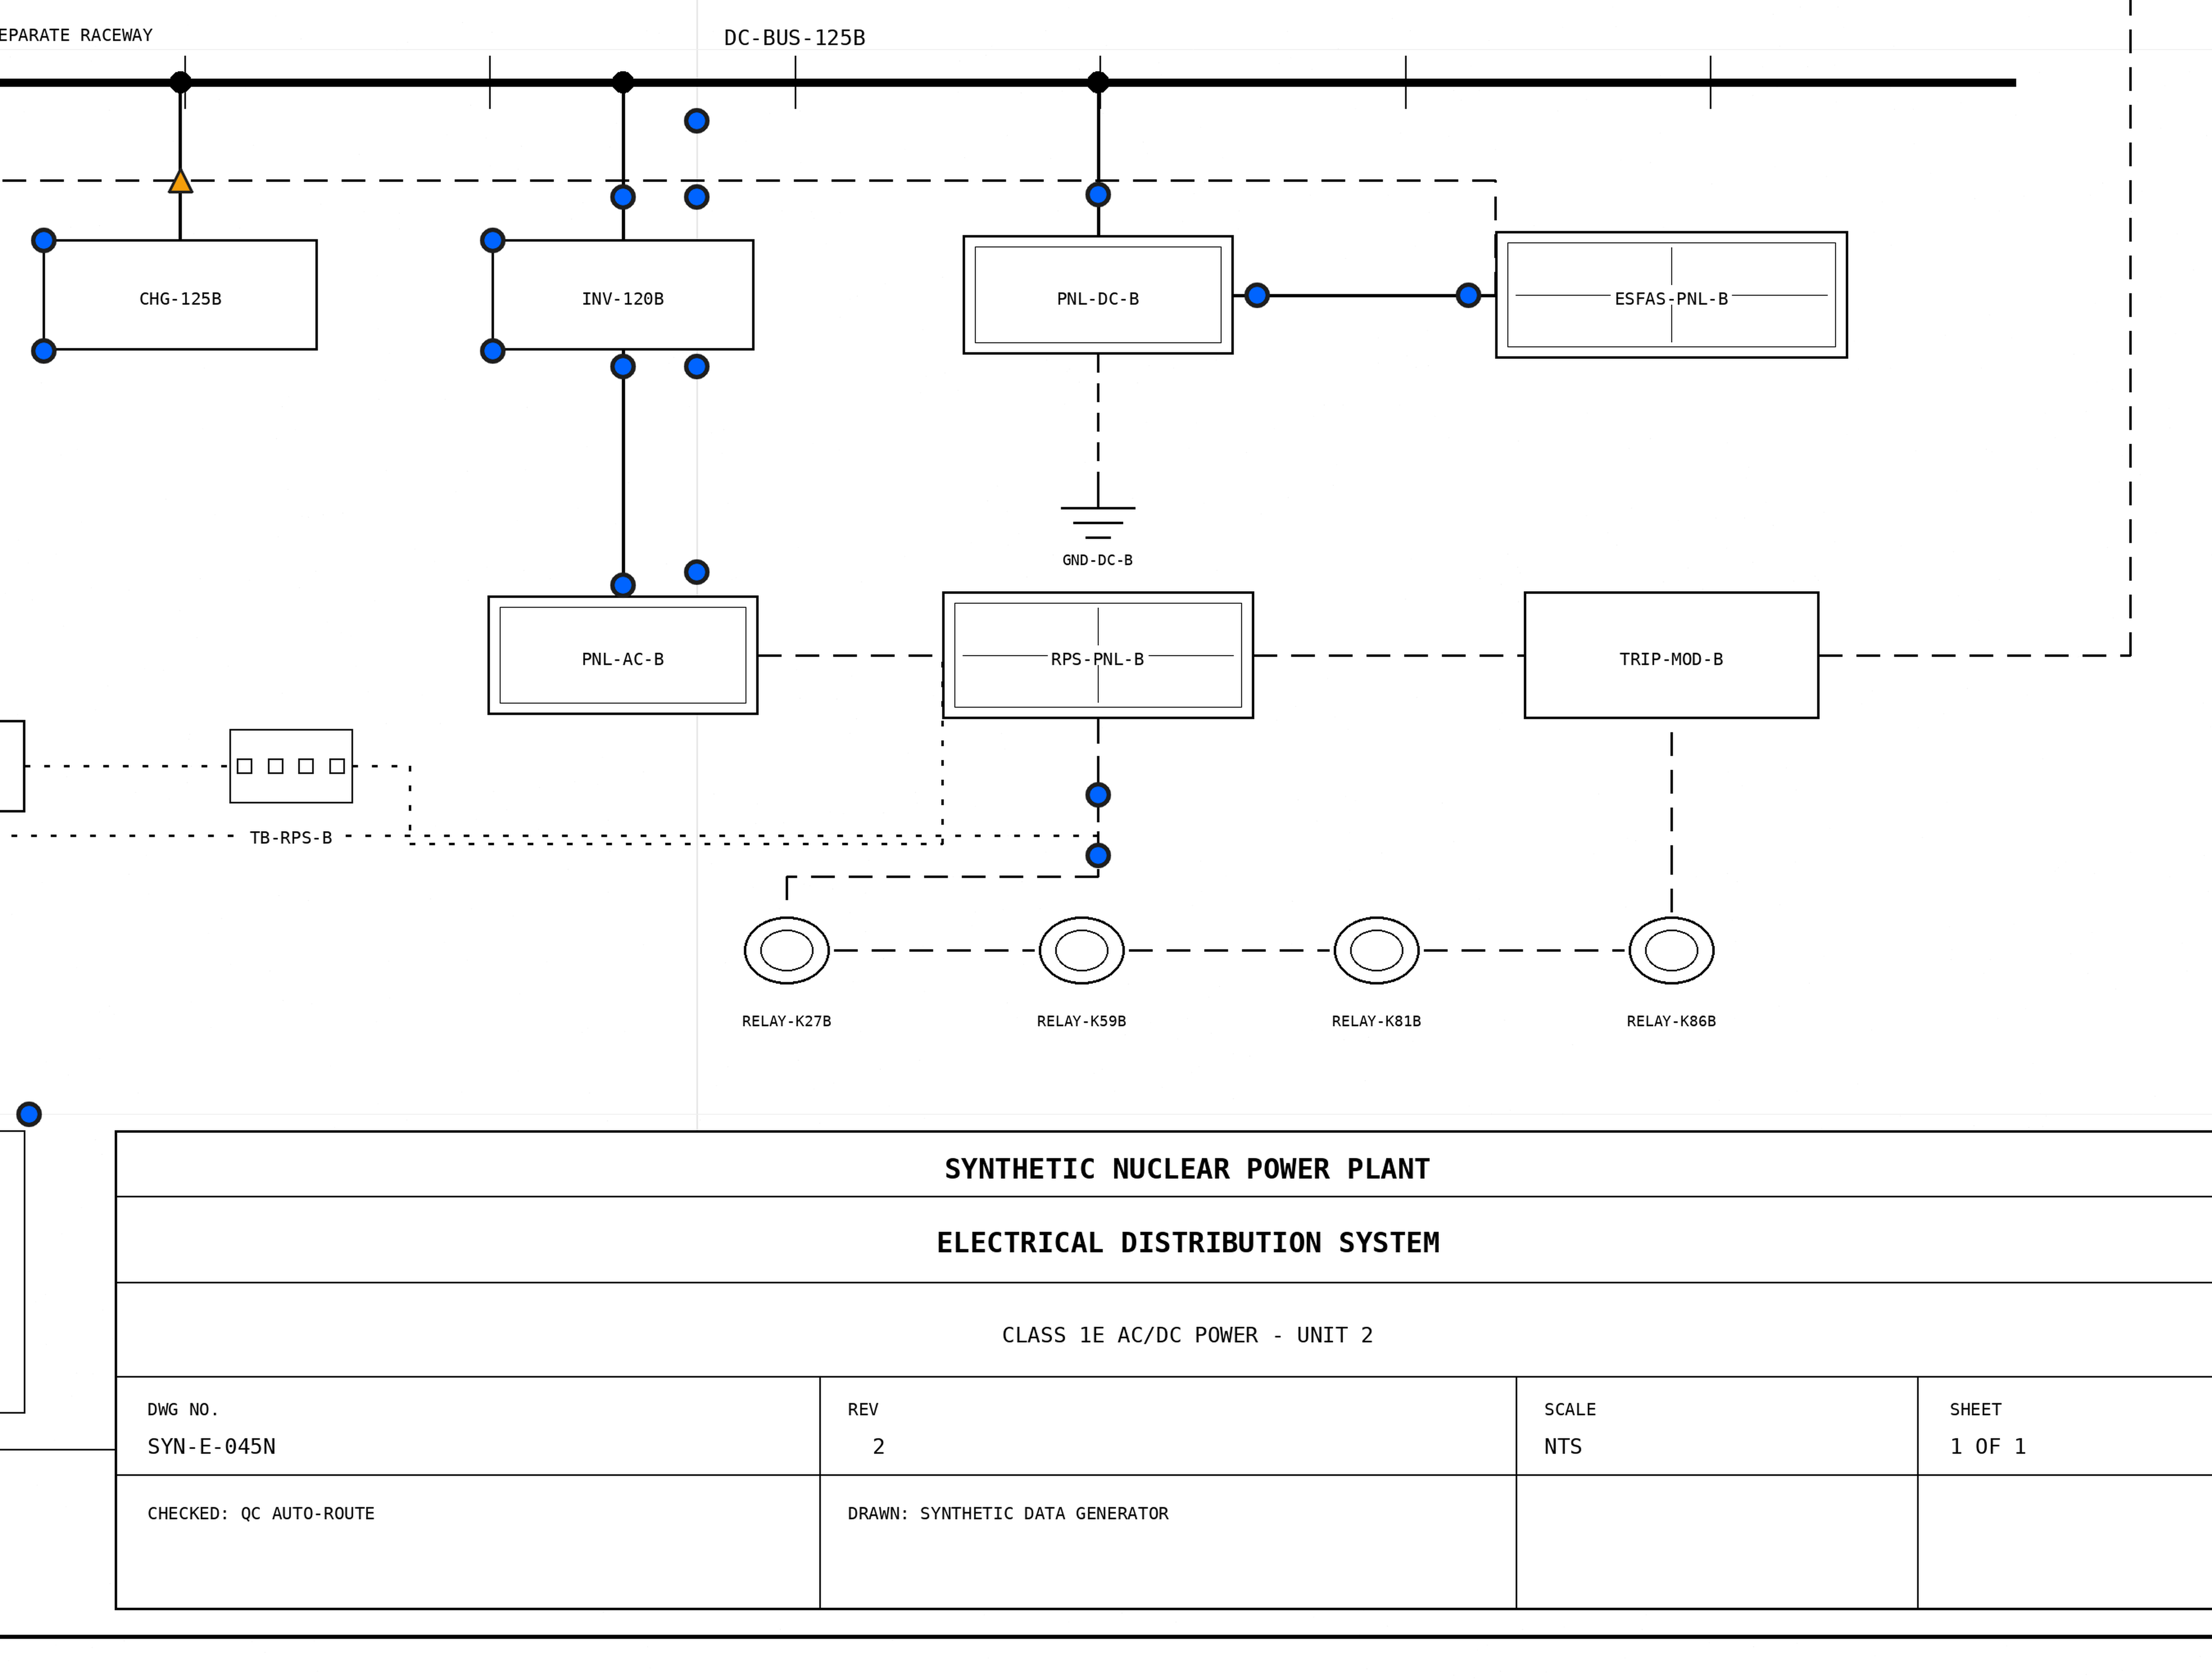 EPARATE RACEWAY
DC-BUS-125B
CHG-125B
INV-120B
PNL-DC-B
ESFAS-PNL-B
GND-DC-B
PNL-AC-B
RPS-PNL-B
TRIP-MOD-B
TB-RPS-B
RELAY-K27B
RELAY-K59B
RELAY-K81B
RELAY-K86B
SYNTHETIC NUCLEAR POWER PLANT
ELECTRICAL DISTRIBUTION SYSTEM
CLASS 1E AC/DC POWER - UNIT 2
DWG NO.
SYN-E-045N
REV
2
SCALE
NTS
SHEET
1 OF 1
CHECKED: QC AUTO-ROUTE
DRAWN: SYNTHETIC DATA GENERATOR